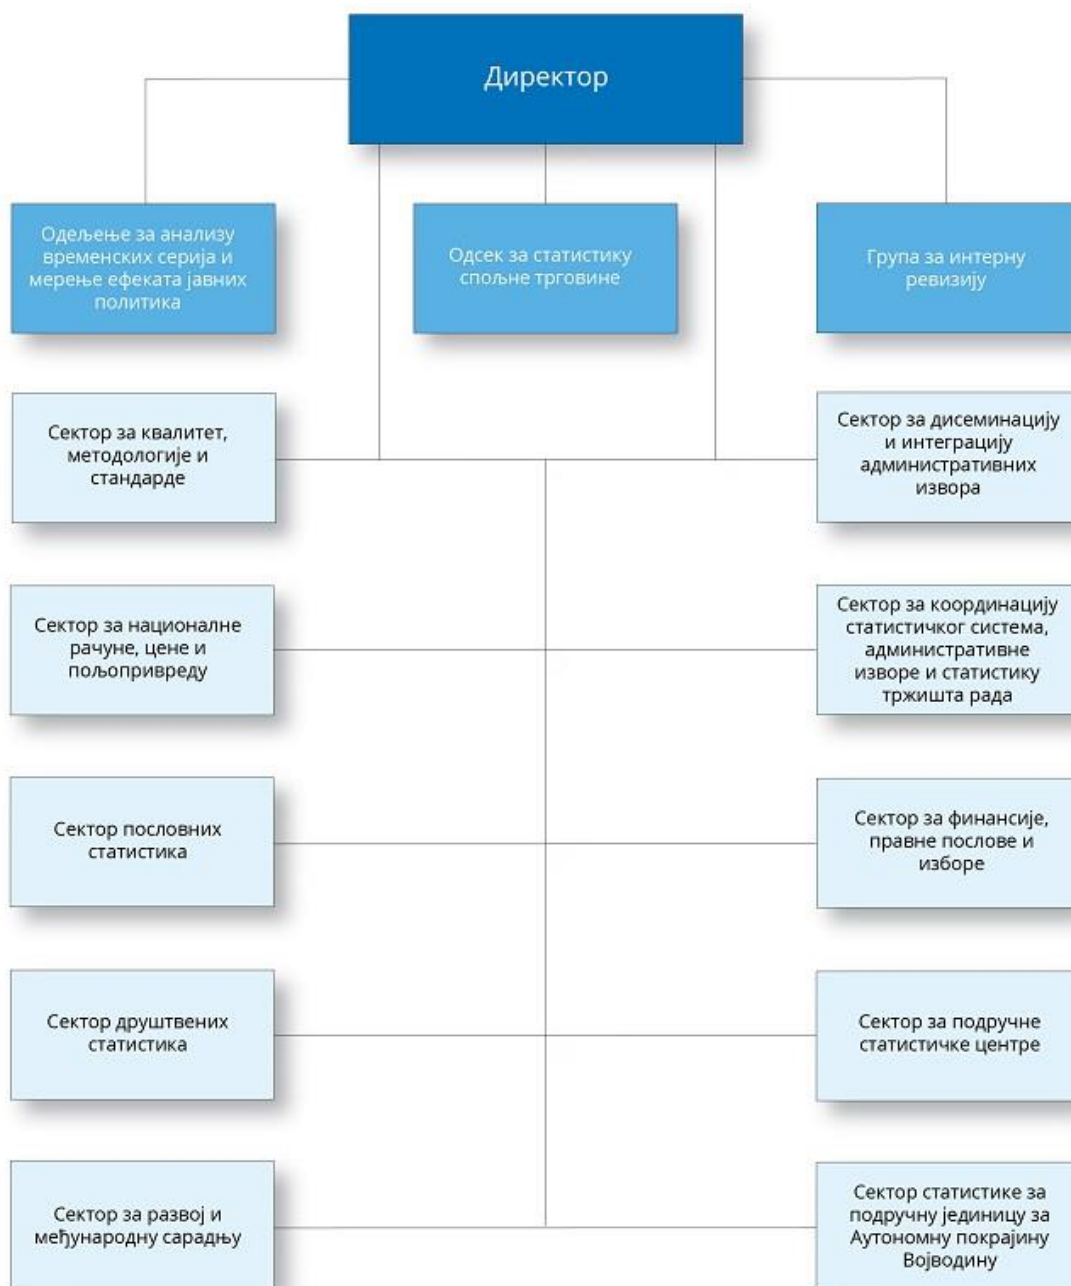 Директор
Одељење за анализу
временских серија и
мерење ефеката јавних
политика
Одсек за статистику
спољне трговине
Група за интерну
ревизију
Сектор за квалитет,
методологије и
стандарде
Сектор за дисеминацију
и интеграцију
административних
извора
Сектор за националне
рачуне, цене и
пољопривреду
Сектор за координацију
статистичког система,
административне
изворе и статистику
тржишта рада
Сектор пословних
статистика
Сектор за финансије,
правне послове и
изборе
Сектор друштвених
статистика
Сектор за подручне
статистичке центре
Сектор за развој и
међународну сарадњу
Сектор статистике за
подручну јединицу за
Аутономну покрајину
Војводину